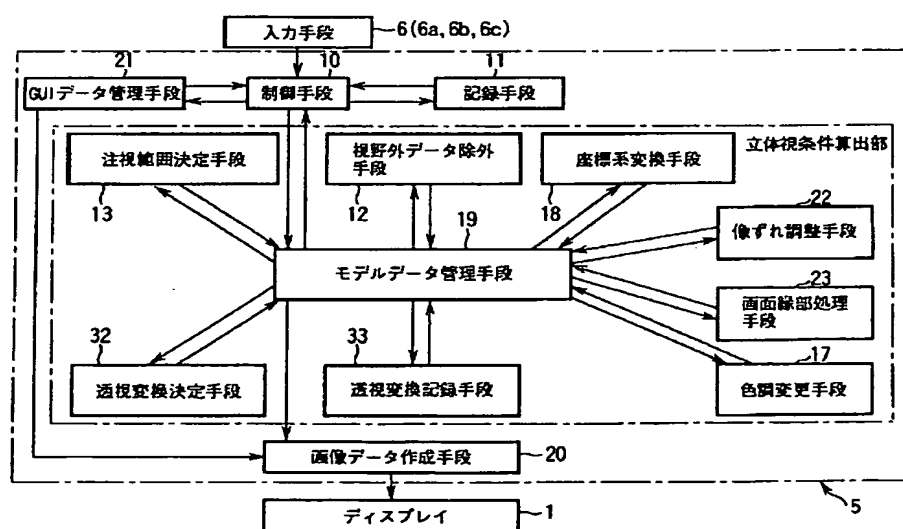 入力手段
6(6a, 6b, 6c)
21
10
11
GUIデータ管理手段
制御手段
記録手段
立体視条件算出部
注視範囲決定手段
視野外データ除外
手段
座標系変換手段
13
12
18
19
22
像ずれ調整手段
モデルデータ管理手段
23
画面縁部処理
手段
32
33
17
透視変換決定手段
透視変換記録手段
色調変更手段
画像データ作成手段
20
5
ディスプレイ
1